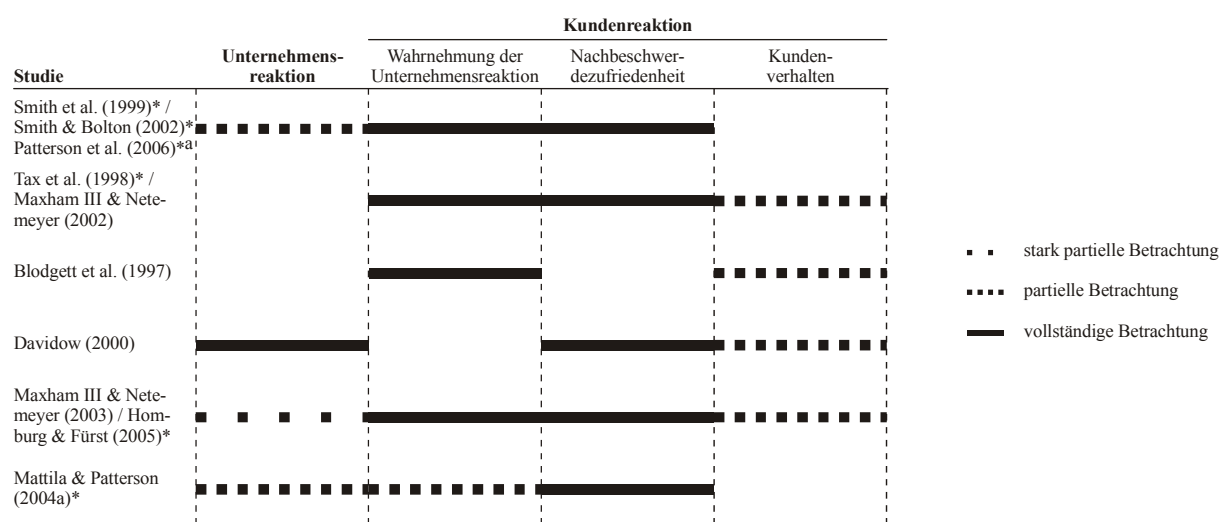 Kundenreaktion
Studie
Unternehmens-
reaktion
Wahrnehmung der
Unternehmensreaktion
Nachbeschwer-
dezufriedenheit
Kunden-
verhalten
Smith et al. (1999)* /
Smith & Bolton (2002)*
Patterson et al. (2006)*a
Tax et al. (1998)* /
Maxham III & Nete-
meyer (2002)
Blodgett et al. (1997)
Davidow (2000)
Maxham III & Nete-
meyer (2003) / Hom-
burg & Fürst (2005)*
Mattila & Patterson
(2004a)*
stark partielle Betrachtung
partielle Betrachtung
vollständige Betrachtung